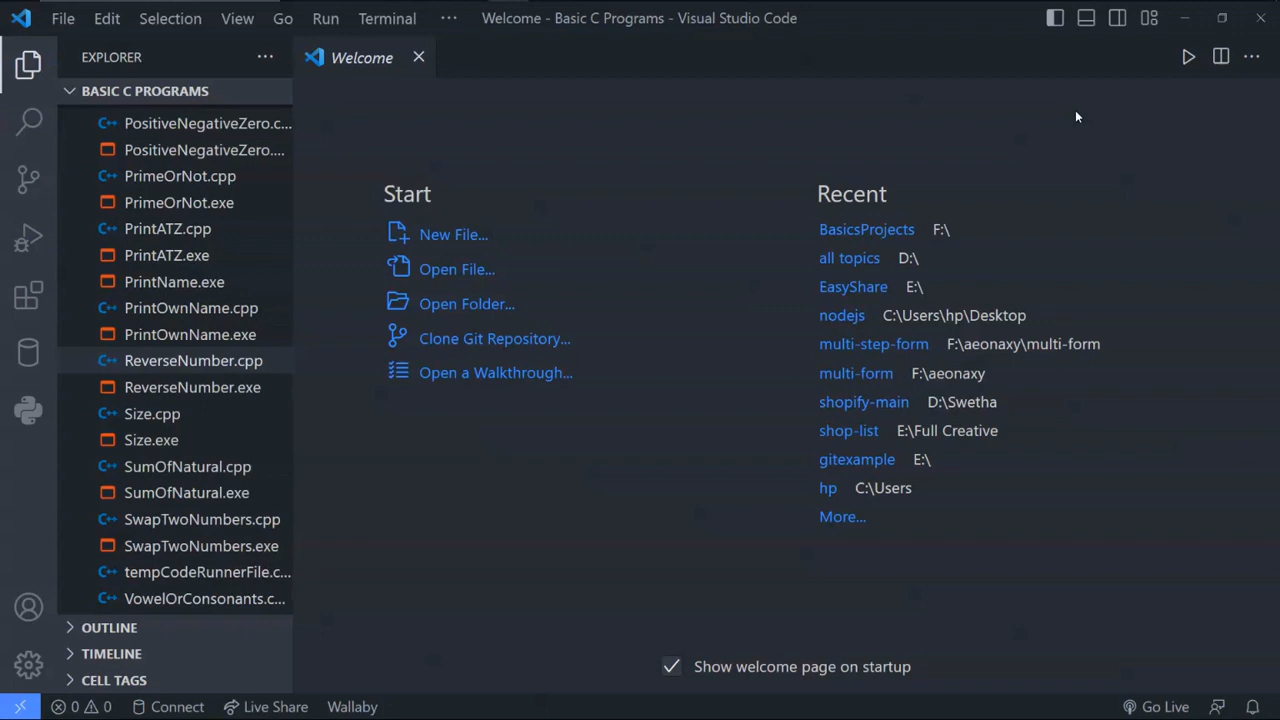 File Edit Selection View Go Run Terminal ··· Welcome - Basic C Programs - Visual Studio Code
EXPLORER ···
Welcome
BASIC C PROGRAMS
PositiveNegativeZero.c...
PositiveNegativeZero....
PrimeOrNot.cpp
PrimeOrNot.exe
PrintATZ.cpp
PrintATZ.exe
PrintName.exe
PrintOwnName.cpp
PrintOwnName.exe
ReverseNumber.cpp
ReverseNumber.exe
Size.cpp
Size.exe
SumOfNatural.cpp
SumOfNatural.exe
SwapTwoNumbers.cpp
SwapTwoNumbers.exe
tempCodeRunnerFile.c...
VowelOrConsonants.c...
OUTLINE
TIMELINE
CELL TAGS
Start
New File...
Open File...
Open Folder...
Clone Git Repository...
Open a Walkthrough...
Recent
BasicsProjects F:\
all topics D:\
EasyShare E:\
nodejs C:\Users\hp\Desktop
multi-step-form F:\aeonaxy\multi-form
multi-form F:\aeonaxy
shopify-main D:\Swetha
shop-list E:\Full Creative
gitexample E:\
hp C:\Users
More...
Show welcome page on startup
0 0 Connect Live Share Wallaby Go Live